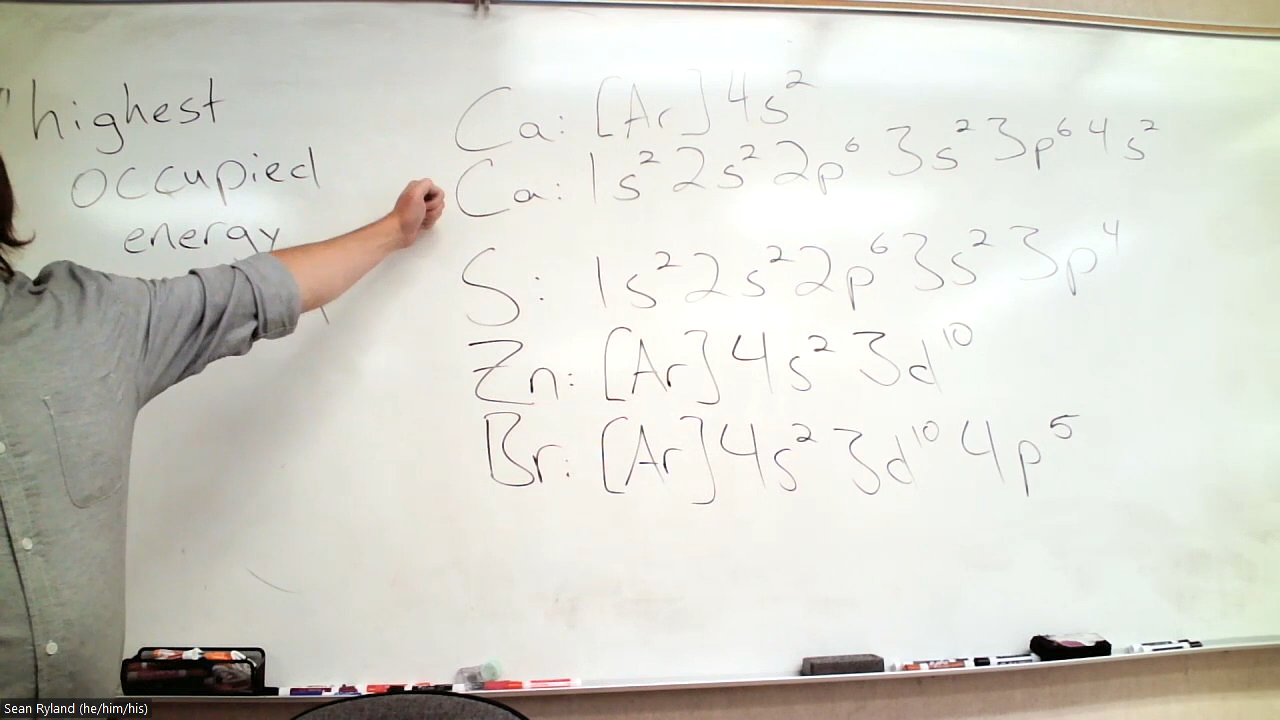 "highest
occupied
energy
Ca: [Ar] 4s²
Ca: 1s² 2s² 2p⁶ 3s² 3p⁶ 4s²
S: 1s² 2s² 2p⁶ 3s² 3p⁴
Zn: [Ar] 4s² 3d¹⁰
Br: [Ar] 4s² 3d¹⁰ 4p⁵
Sean Ryland (he/him/his)